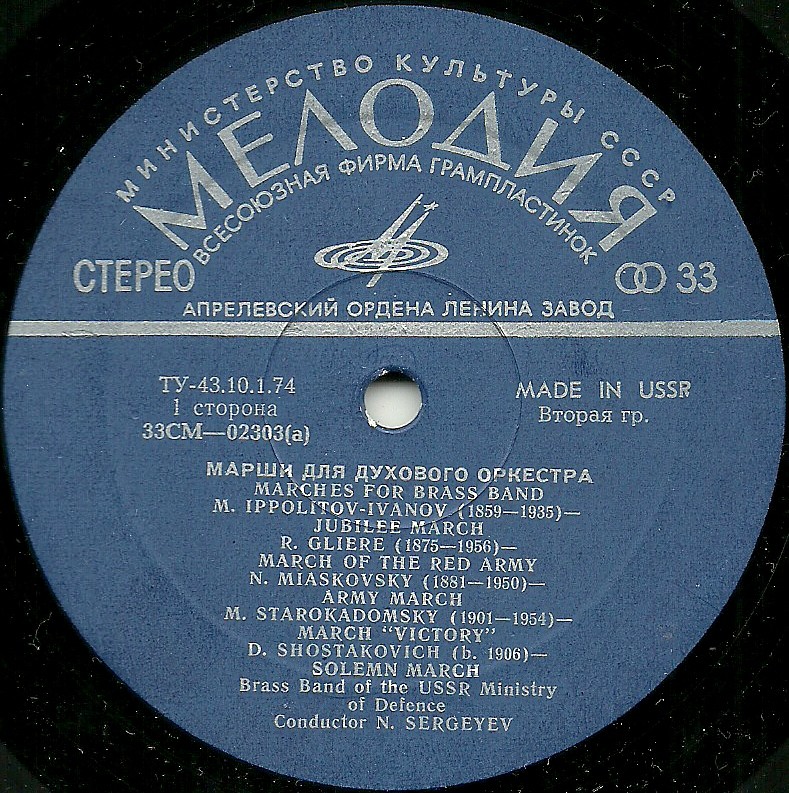 МИНИСТЕРСТВО КУЛЬТУРЫ СССР
МЕЛОДИЯ
ВСЕСОЮЗНАЯ ФИРМА ГРАМПЛАСТИНОК
СТЕРЕО
33
АПРЕЛЕВСКИЙ ОРДЕНА ЛЕНИНА ЗАВОД
ТУ-43.10.1.74
1 сторона
33СМ—02303(а)
MADE IN USSR
Вторая гр.
МАРШИ ДЛЯ ДУХОВОГО ОРКЕСТРА
MARCHES FOR BRASS BAND
M. IPPOLITOV-IVANOV (1859—1935)—
JUBILEE MARCH
R. GLIERE (1875—1956)—
MARCH OF THE RED ARMY
N. MIASKOVSKY (1881—1950)—
ARMY MARCH
M. STAROKADOMSKY (1901—1954)—
MARCH "VICTORY"
D. SHOSTAKOVICH (b. 1906)—
SOLEMN MARCH
Brass Band of the USSR Ministry
of Defence
Conductor N. SERGEYEV